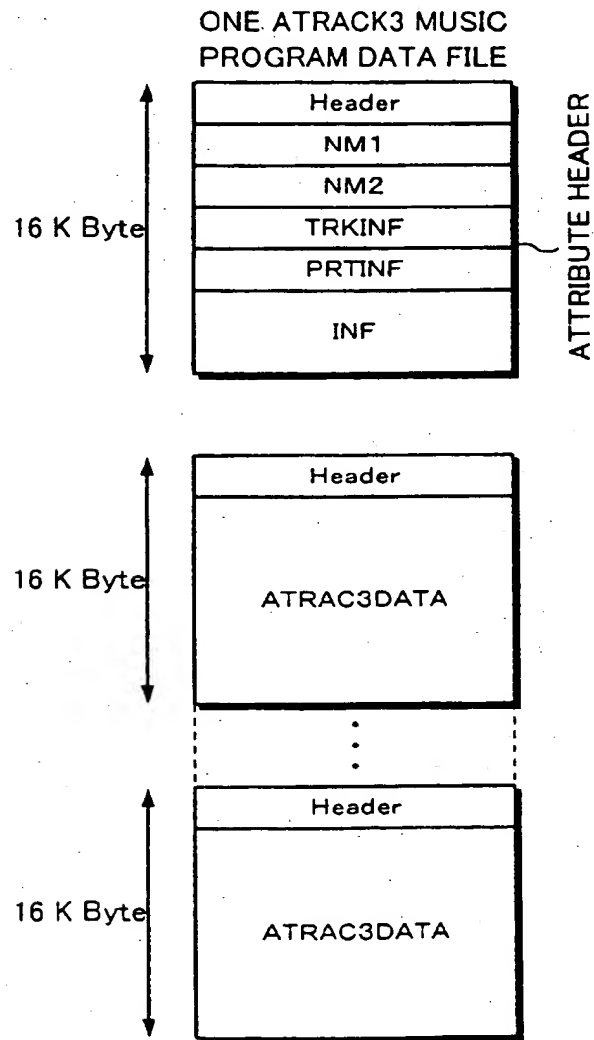 ONE ATRACK3 MUSIC
PROGRAM DATA FILE
16 K Byte
Header
NM1
NM2
TRKINF
PRTINF
INF
ATTRIBUTE HEADER
16 K Byte
Header
ATRAC3DATA
16 K Byte
Header
ATRAC3DATA